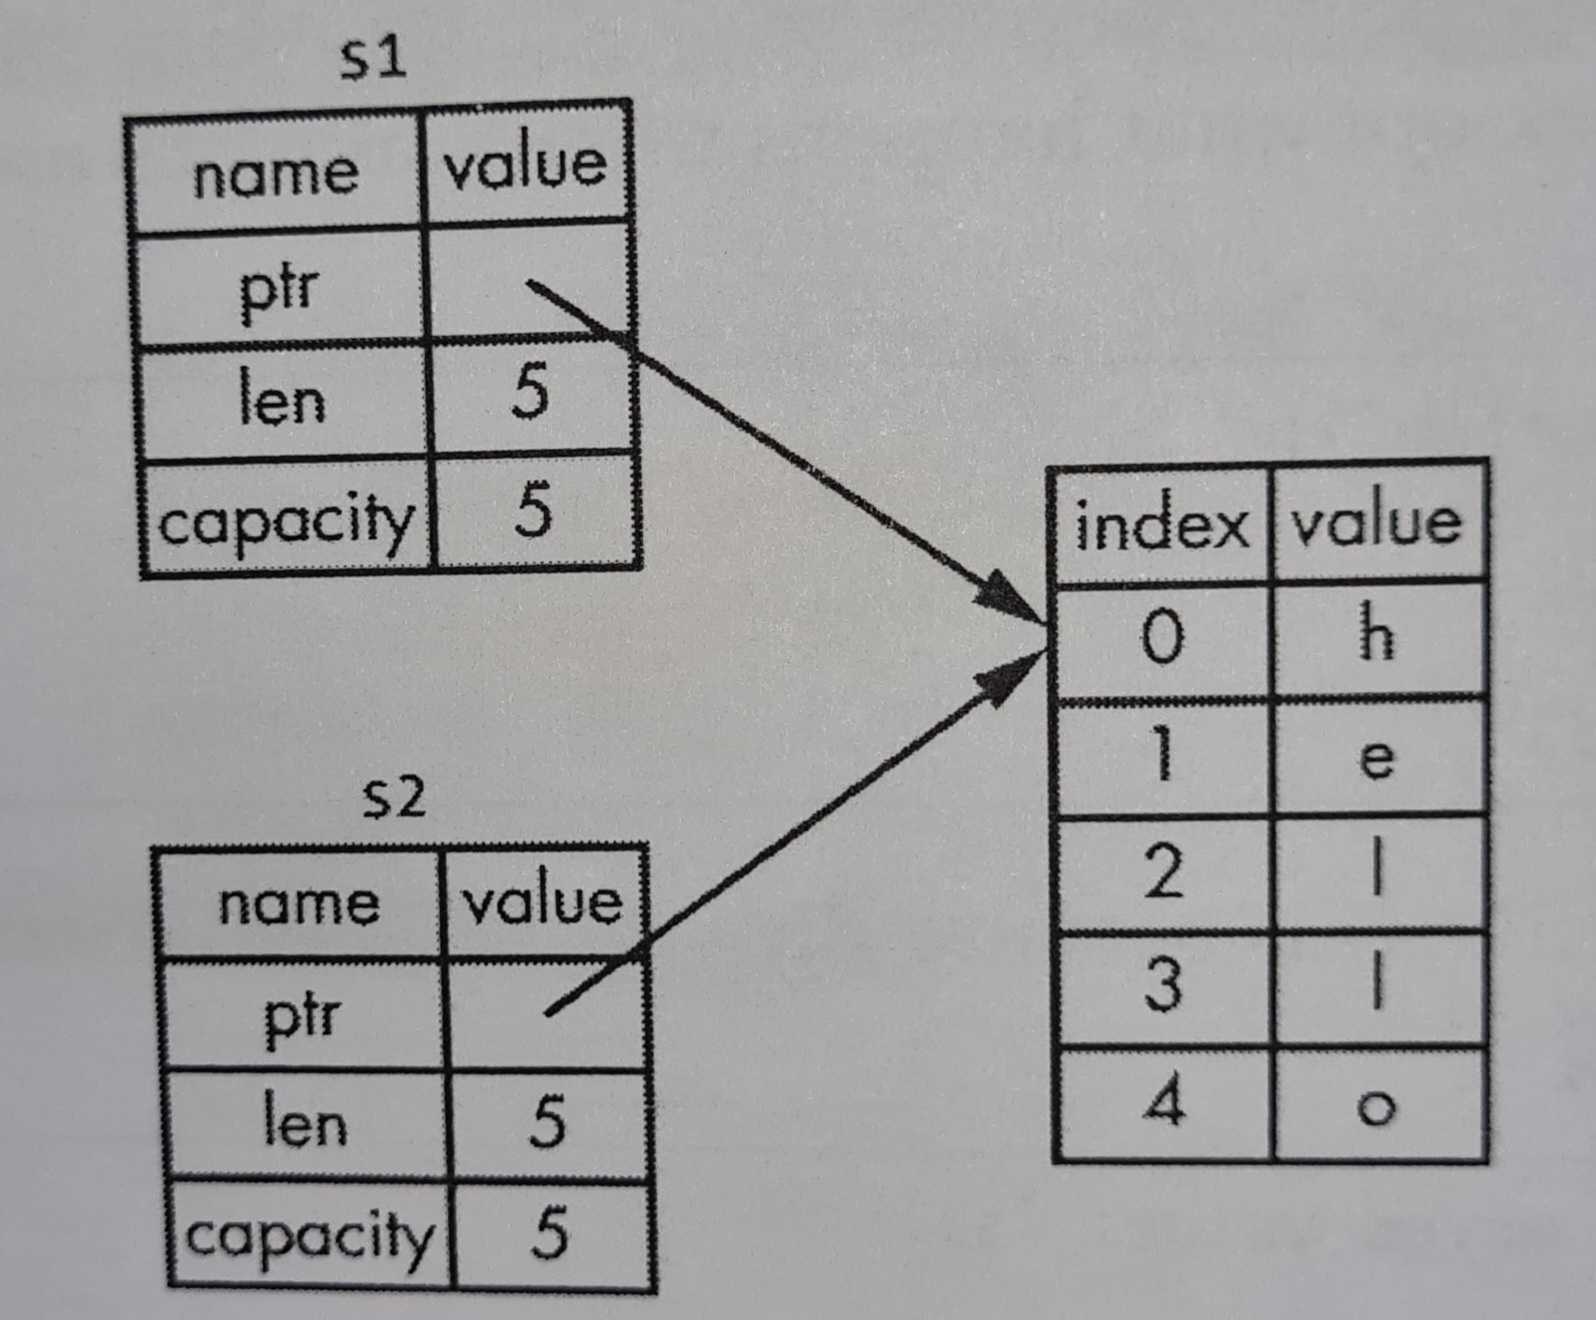 s1
name value
ptr
len 5
capacity 5
s2
name value
ptr
len 5
capacity 5
index value
0 h
1 e
2 l
3 l
4 o